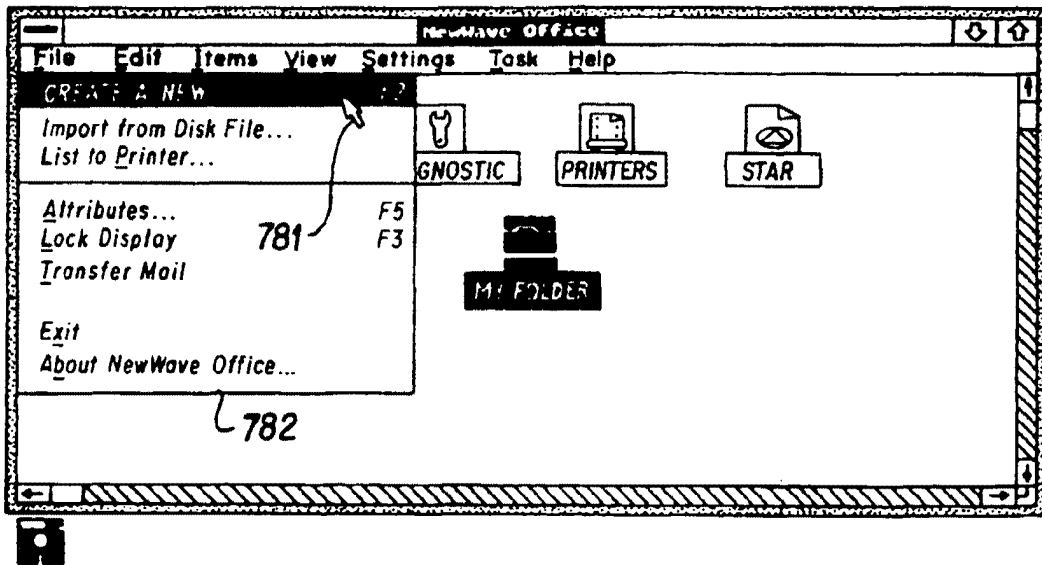 NewWave Office
File Edit Items View Settings Task Help
CREATE A NEW
Import from Disk File...
List to Printer...
GNOSTIC PRINTERS STAR
Attributes... F5
Lock Display F3
781
Transfer Mail
MY FOLDER
Exit
About NewWave Office...
782